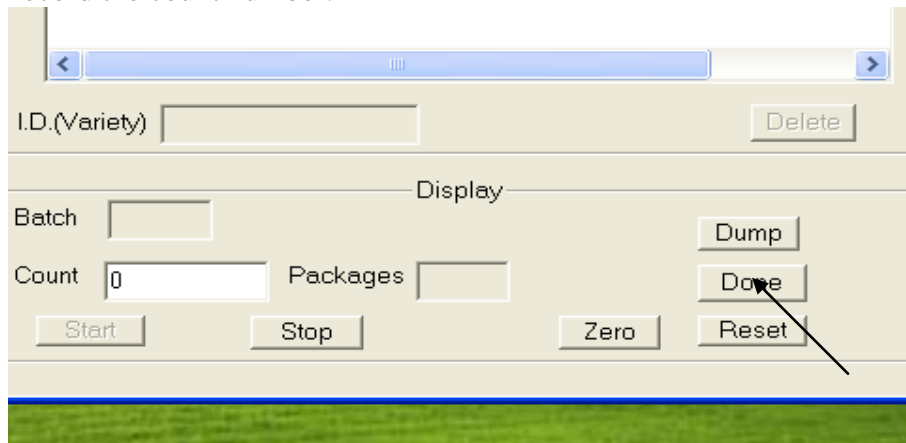 I.D.(Variety) Delete
Display
Batch
Dump
Count 0 Packages Done
Start Stop Zero Reset